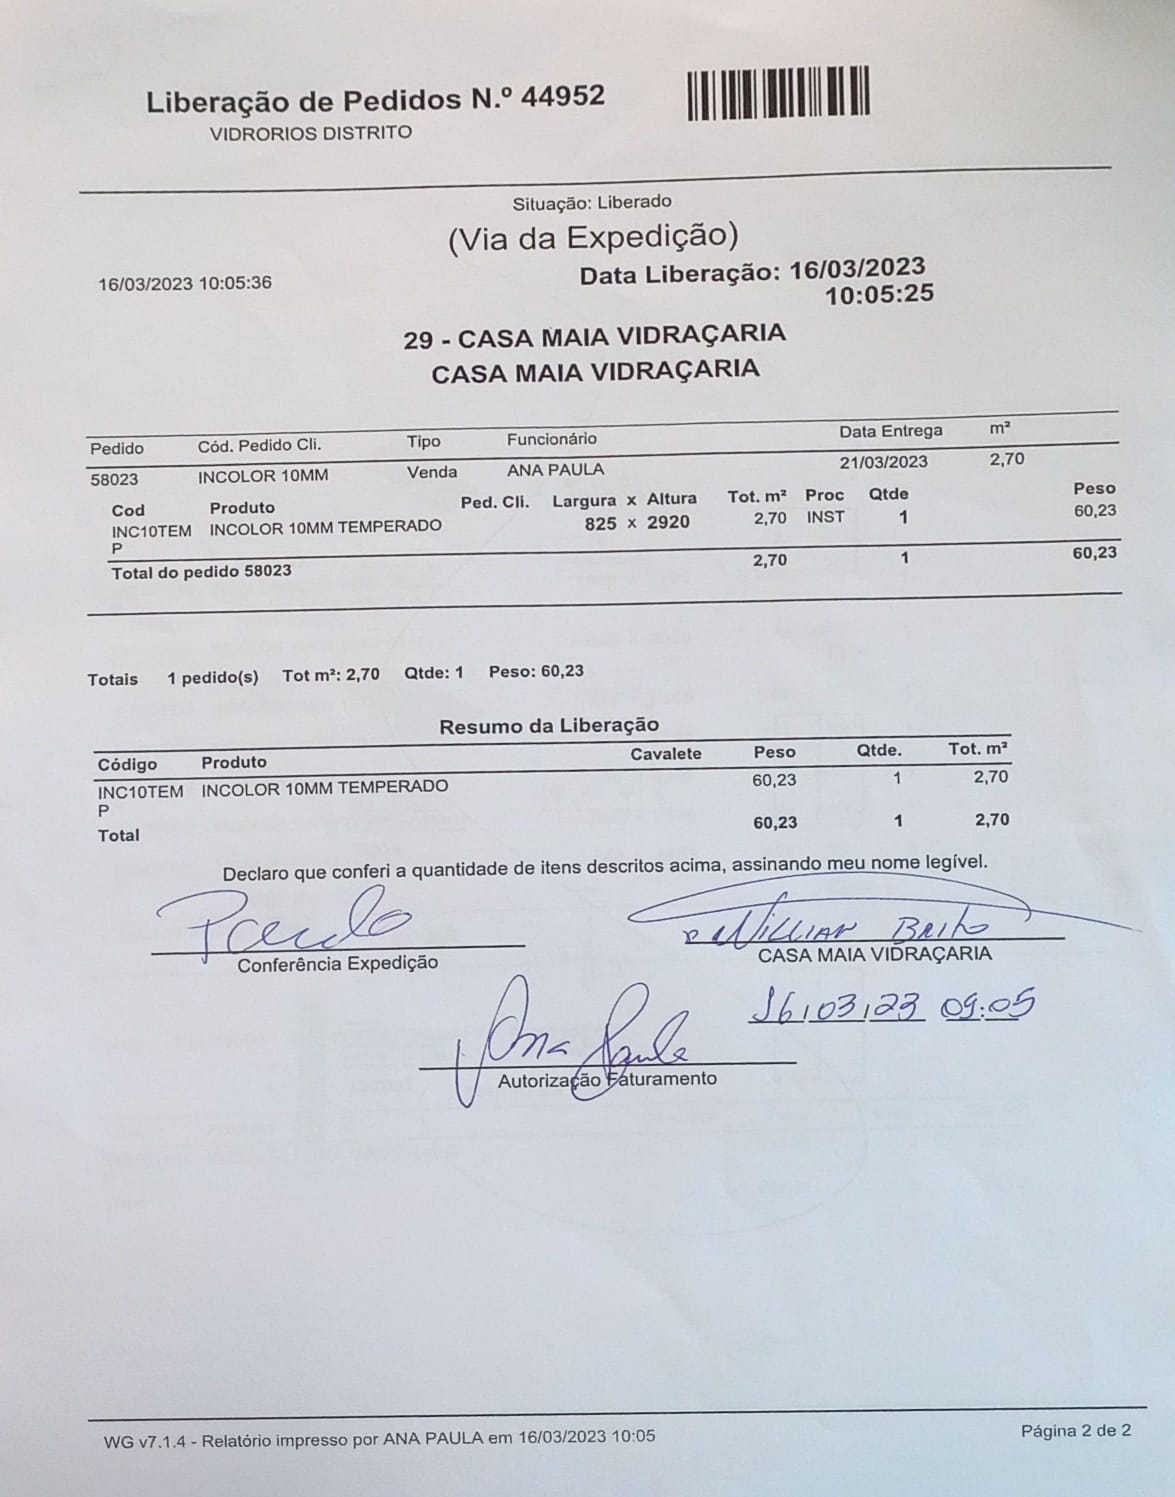 Liberação de Pedidos N.º 44952
VIDRORIOS DISTRITO
Situação: Liberado
(Via da Expedição)
16/03/2023 10:05:36
Data Liberação: 16/03/2023
10:05:25
29 - CASA MAIA VIDRAÇARIA
CASA MAIA VIDRAÇARIA
Pedido Cód. Pedido Cli. Tipo Funcionário Data Entrega m²
58023 INCOLOR 10MM Venda ANA PAULA 21/03/2023 2,70
Cod Produto Ped. Cli. Largura x Altura Tot. m² Proc Qtde Peso
INC10TEM INCOLOR 10MM TEMPERADO 825 x 2920 2,70 INST 1 60,23
P
Total do pedido 58023 2,70 1 60,23
Totais 1 pedido(s) Tot m²: 2,70 Qtde: 1 Peso: 60,23
Resumo da Liberação
Código Produto Cavalete Peso Qtde. Tot. m²
INC10TEM INCOLOR 10MM TEMPERADO 60,23 1 2,70
P
Total 60,23 1 2,70
Declaro que conferi a quantidade de itens descritos acima, assinando meu nome legível.
Paulo Willian Brito
Conferência Expedição CASA MAIA VIDRAÇARIA
16,03,23 09:05
Ana Paula
Autorização Faturamento
WG v7.1.4 - Relatório impresso por ANA PAULA em 16/03/2023 10:05 Página 2 de 2